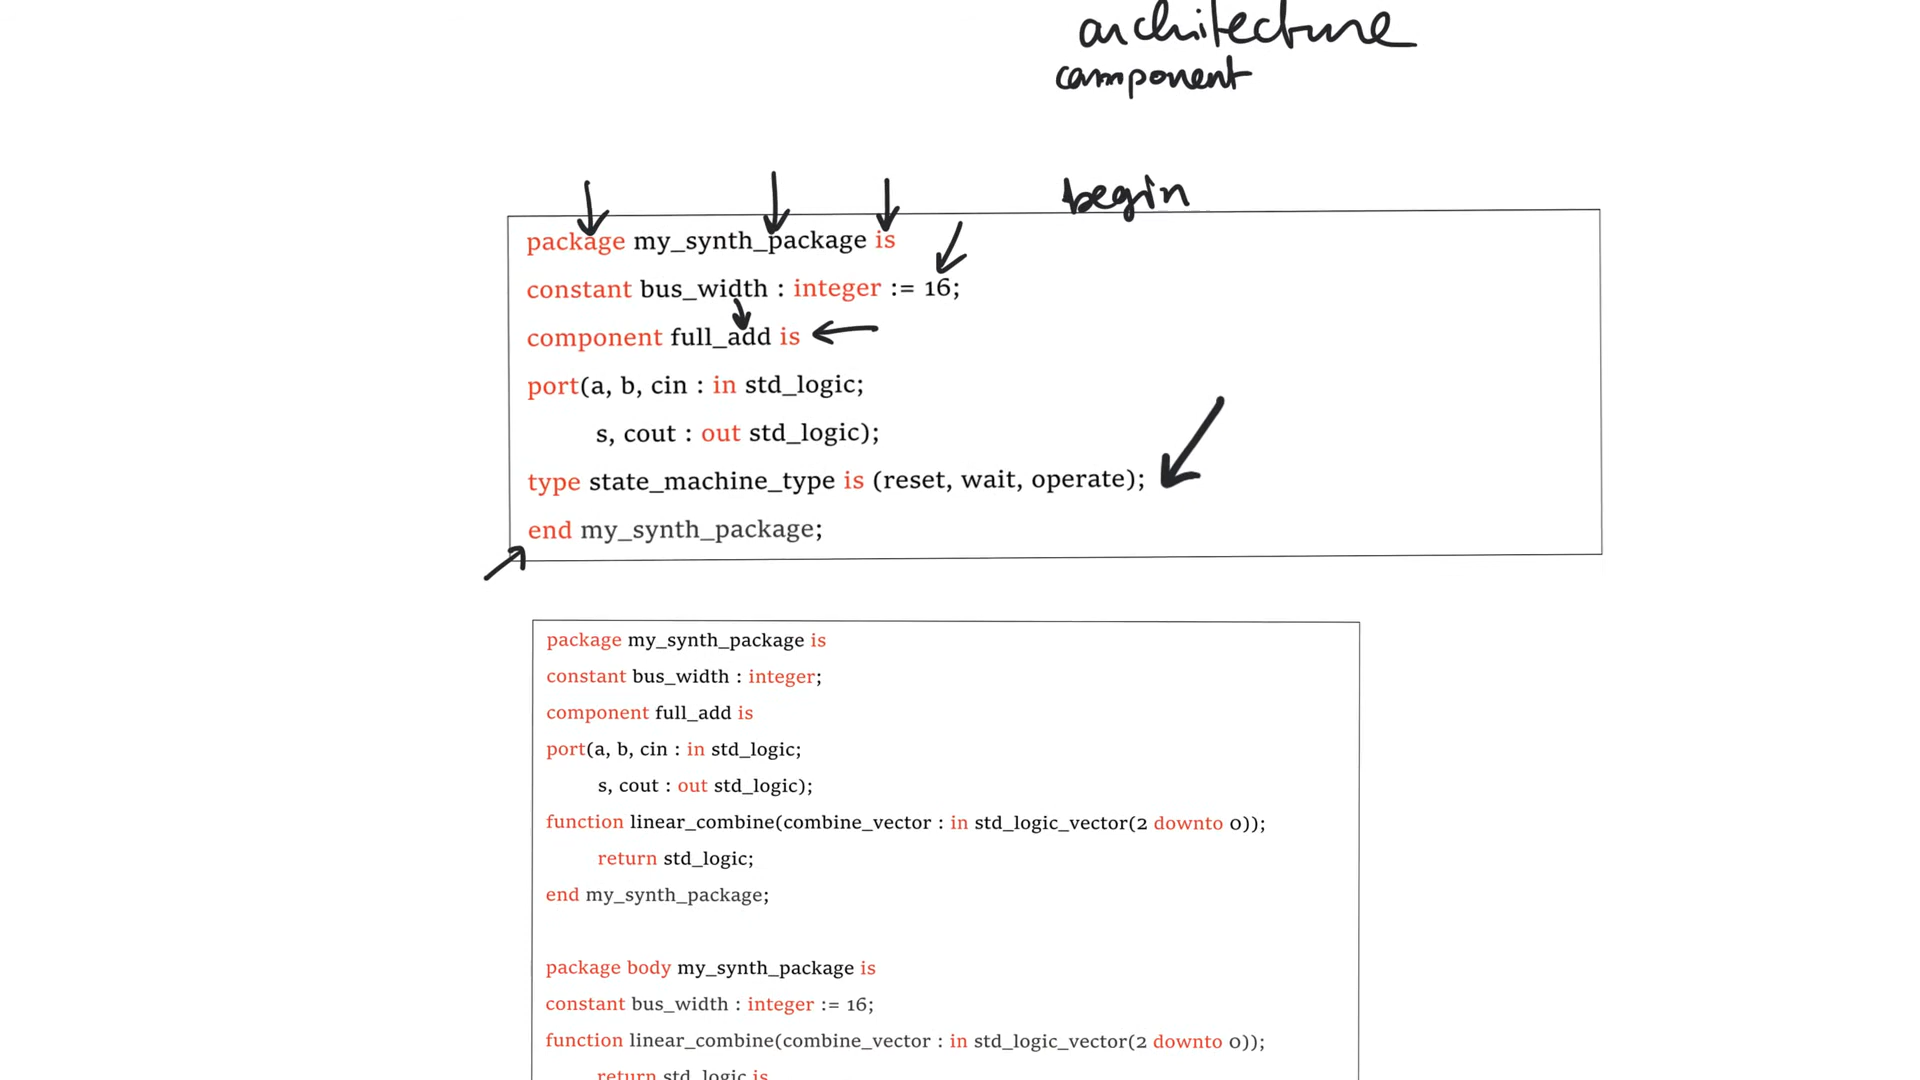 architecture
component
begin
package my_synth_package is
constant bus_width : integer := 16;
component full_add is
port(a, b, cin : in std_logic;
s, cout : out std_logic);
type state_machine_type is (reset, wait, operate);
end my_synth_package;
package my_synth_package is
constant bus_width : integer;
component full_add is
port(a, b, cin : in std_logic;
s, cout : out std_logic);
function linear_combine(combine_vector : in std_logic_vector(2 downto 0));
return std_logic;
end my_synth_package;
package body my_synth_package is
constant bus_width : integer := 16;
function linear_combine(combine_vector : in std_logic_vector(2 downto 0));
return std_logic is